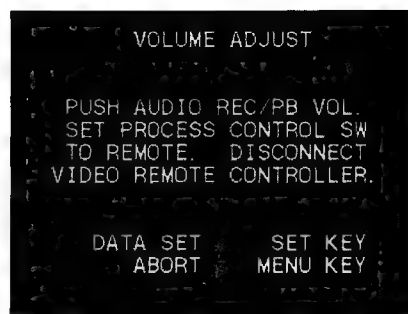 VOLUME ADJUST
PUSH AUDIO REC/PB VOL.
SET PROCESS CONTROL SW
TO REMOTE. DISCONNECT
VIDEO REMOTE CONTROLLER.
DATA SET SET KEY
ABORT MENU KEY